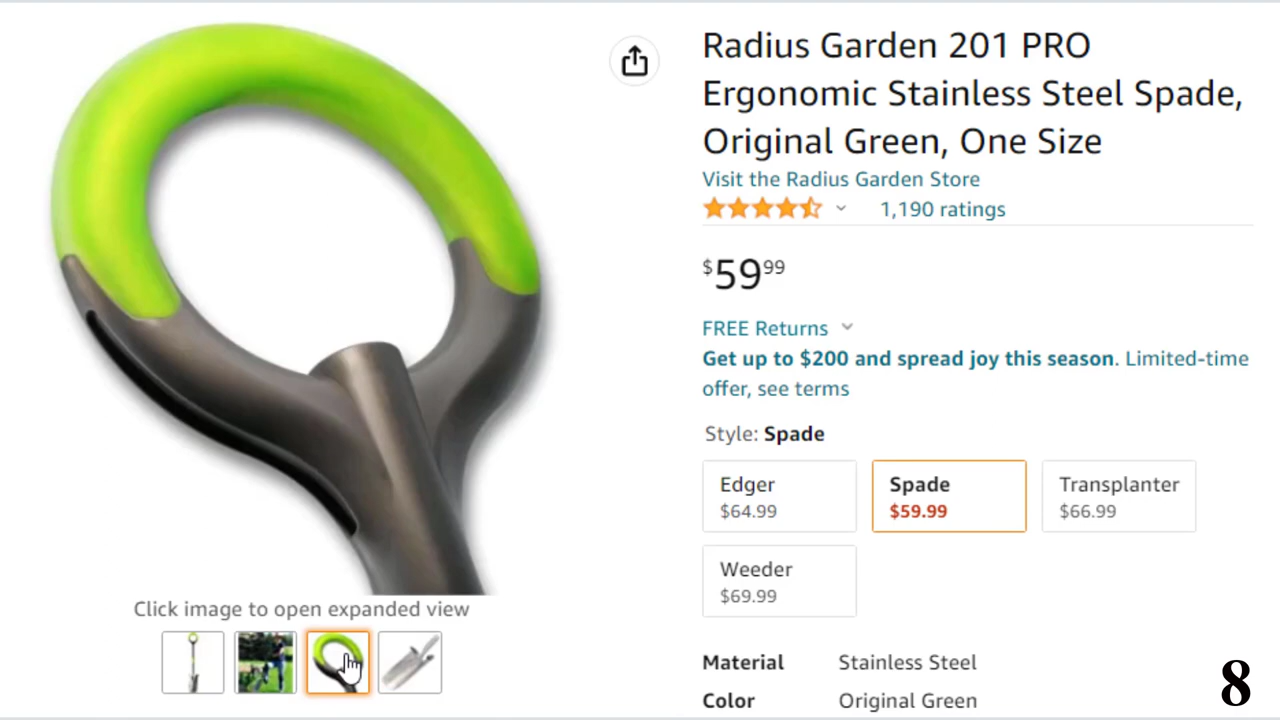 Radius Garden 201 PRO
Ergonomic Stainless Steel Spade,
Original Green, One Size
Visit the Radius Garden Store
1,190 ratings
$59 99
FREE Returns
Get up to $200 and spread joy this season. Limited-time
offer, see terms
Style: Spade
Edger
$64.99
Spade
$59.99
Transplanter
$66.99
Weeder
$69.99
Click image to open expanded view
Material Stainless Steel
Color Original Green
8